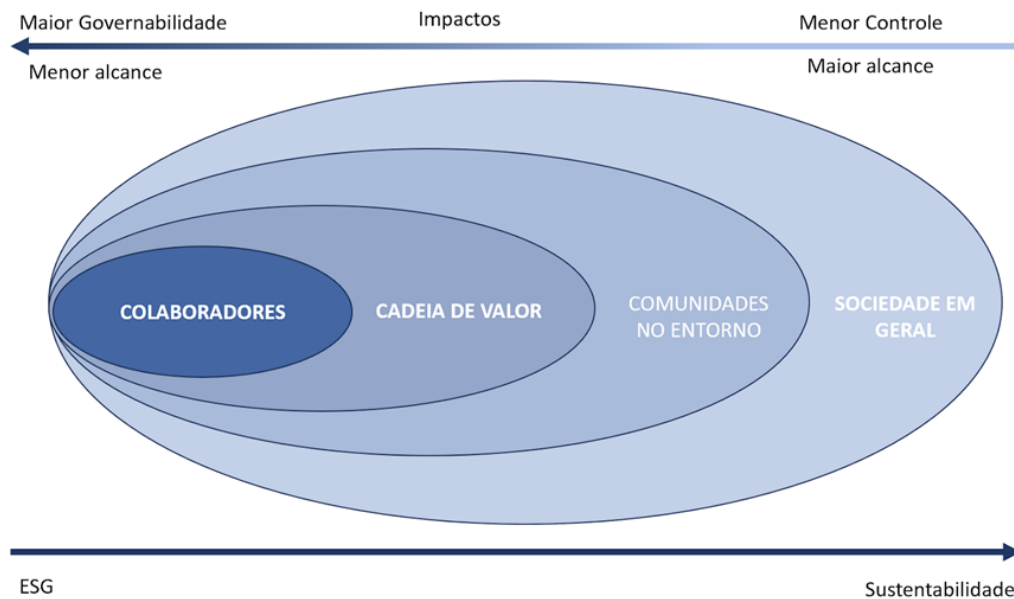 Maior Governabilidade
Impactos
Menor Controle
Menor alcance
Maior alcance
COLABORADORES
CADEIA DE VALOR
COMUNIDADES
NO ENTORNO
SOCIEDADE EM
GERAL
ESG
Sustentabilidade